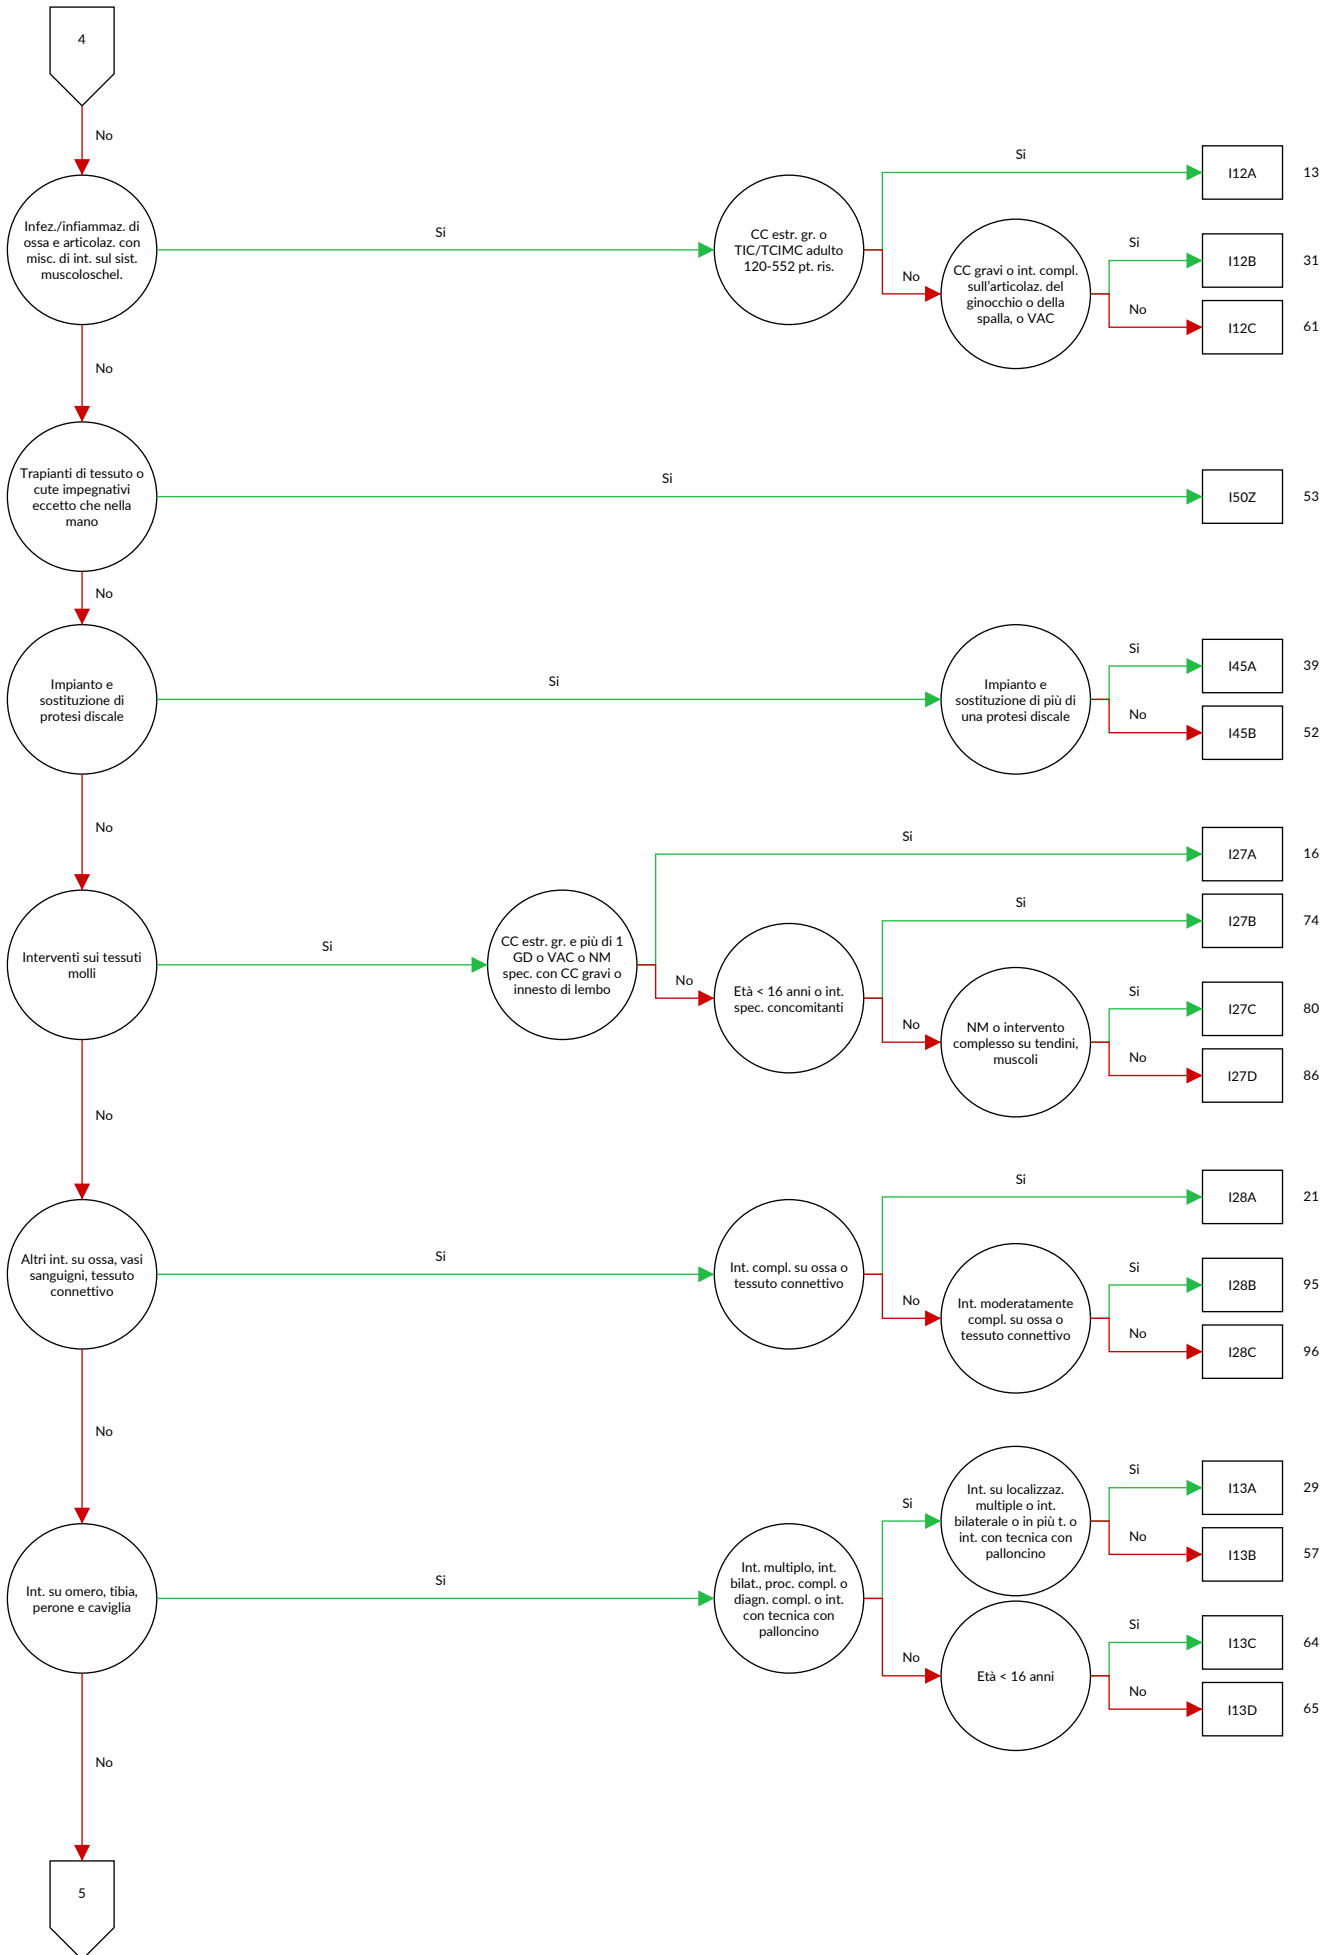 4
No
Infez./infiammaz. di
ossa e articolaz. con
misc. di int. sul sist.
muscoloschel.
Si
CC estr. gr. o
TIC/TCIMC adulto
120-552 pt. ris.
Si
I12A
13
No
CC gravi o int. compl.
sull'articolaz. del
ginocchio o della
spalla, o VAC
Si
I12B
31
No
I12C
61
No
Trapianti di tessuto o
cute impegnativi
eccetto che nella
mano
Si
I50Z
53
No
Impianto e
sostituzione di
protesi discale
Si
Impianto e
sostituzione di più di
una protesi discale
Si
I45A
39
No
I45B
52
No
Interventi sui tessuti
molli
Si
CC estr. gr. e più di 1
GD o VAC o NM
spec. con CC gravi o
innesto di lembo
Si
I27A
16
No
Età < 16 anni o int.
spec. concomitanti
Si
I27B
74
No
NM o intervento
complesso su tendini,
muscoli
Si
I27C
80
No
I27D
86
No
Altri int. su ossa, vasi
sanguigni, tessuto
connettivo
Si
Int. compl. su ossa o
tessuto connettivo
Si
I28A
21
No
Int. moderatamente
compl. su ossa o
tessuto connettivo
Si
I28B
95
No
I28C
96
No
Int. su omero, tibia,
perone e caviglia
Si
Int. multiplo, int.
bilat., proc. compl. o
diagn. compl. o int.
con tecnica con
palloncino
Si
Int. su localizzaz.
multiple o int.
bilaterale o in più t. o
int. con tecnica con
palloncino
Si
I13A
29
No
I13B
57
No
Età < 16 anni
Si
I13C
64
No
I13D
65
No
5